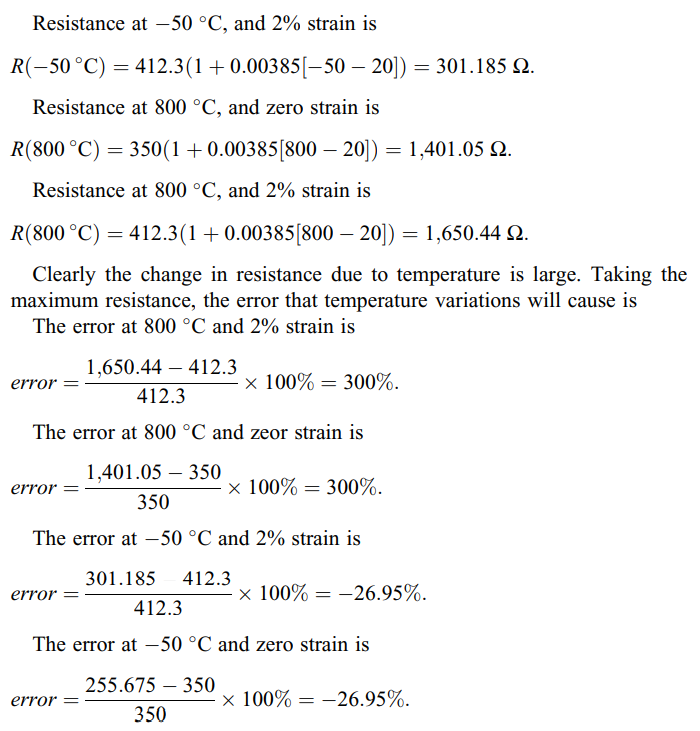 Resistance at −50 °C, and 2% strain is
R(−50 °C) = 412.3(1 + 0.00385[−50 − 20]) = 301.185 Ω.
Resistance at 800 °C, and zero strain is
R(800 °C) = 350(1 + 0.00385[800 − 20]) = 1,401.05 Ω.
Resistance at 800 °C, and 2% strain is
R(800 °C) = 412.3(1 + 0.00385[800 − 20]) = 1,650.44 Ω.
Clearly the change in resistance due to temperature is large. Taking the
maximum resistance, the error that temperature variations will cause is
The error at 800 °C and 2% strain is
error = \frac{1,650.44 − 412.3}{412.3} × 100% = 300%.
The error at 800 °C and zeor strain is
error = \frac{1,401.05 − 350}{350} × 100% = 300%.
The error at −50 °C and 2% strain is
error = \frac{301.185 412.3}{412.3} × 100% = −26.95%.
The error at −50 °C and zero strain is
error = \frac{255.675 − 350}{350} × 100% = −26.95%.